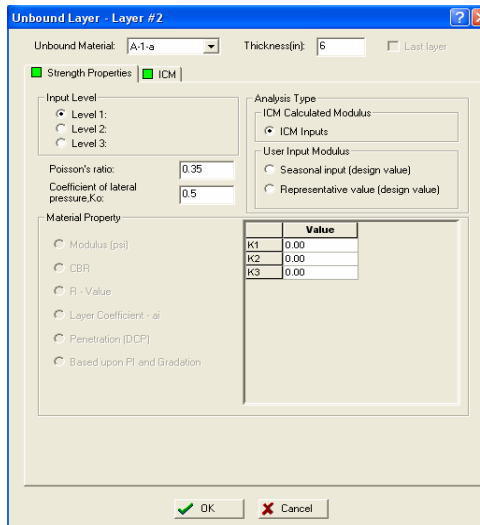 Unbound Layer - Layer #2
Unbound Material: A-1-a Thickness(in): 6 Last layer
Strength Properties ICM
Input Level
Level 1:
Level 2:
Level 3:
Poisson's ratio: 0.35
Coefficient of lateral
pressure,Ko: 0.5
Analysis Type
ICM Calculated Modulus
ICM Inputs
User Input Modulus
Seasonal input (design value)
Representative value (design value)
Material Property
Modulus (psi)
CBR
R - Value
Layer Coefficient - ai
Penetration (DCP)
Based upon PI and Gradation
Value
K1 0.00
K2 0.00
K3 0.00
OK Cancel